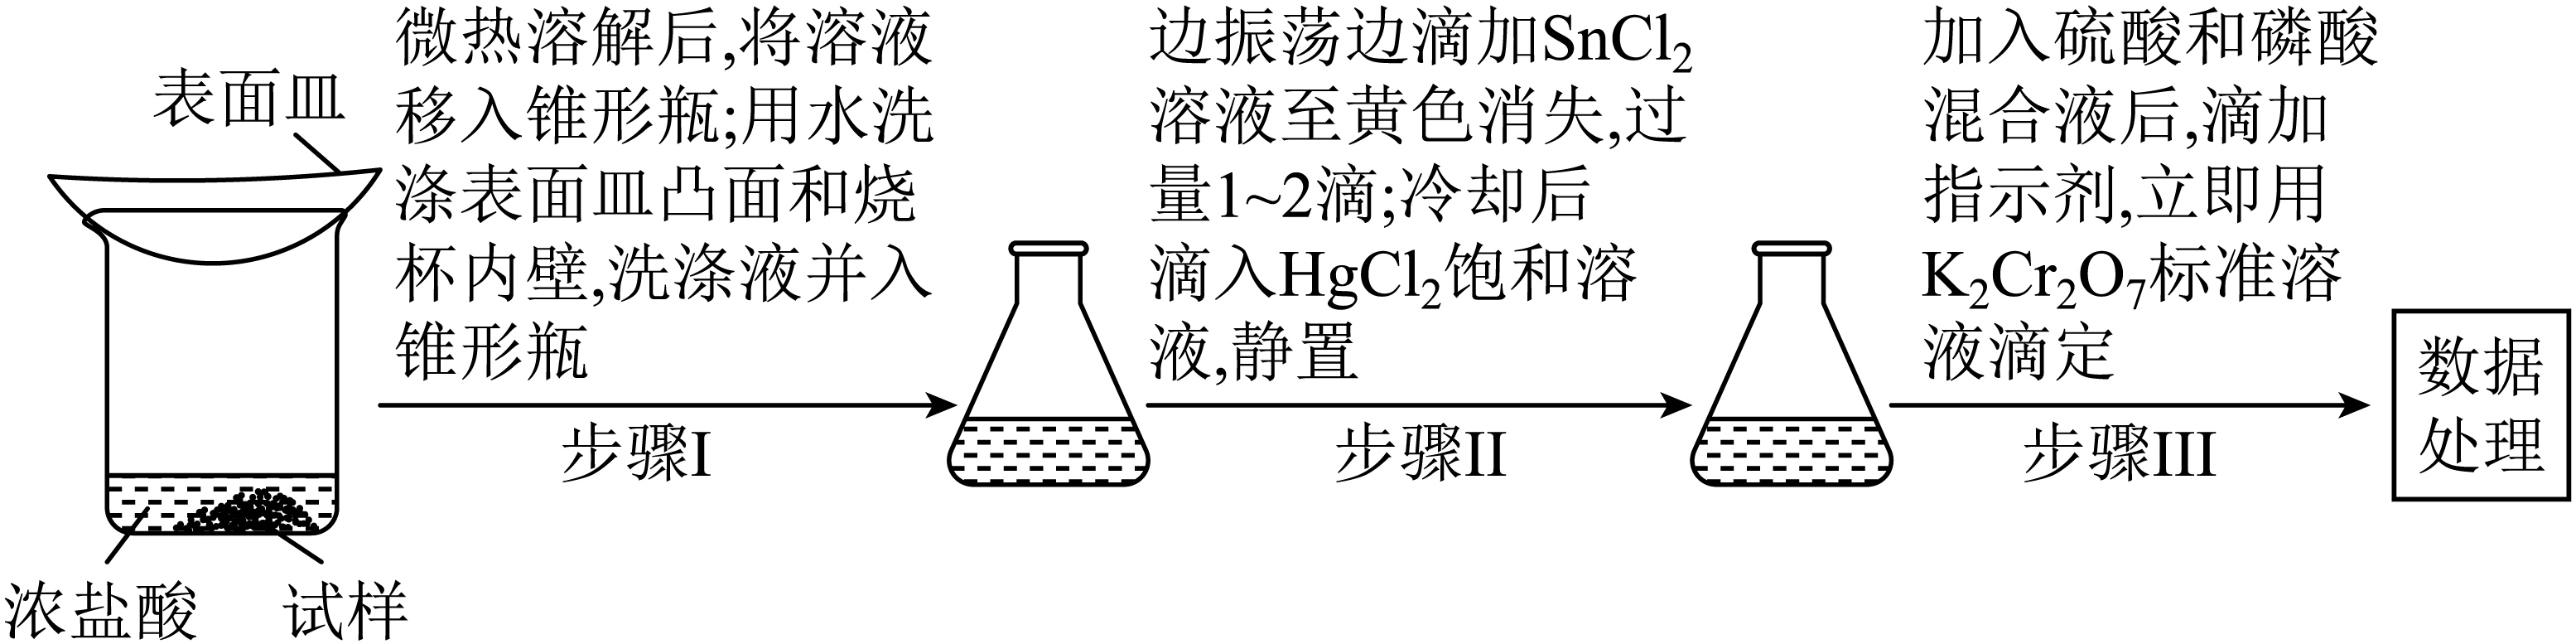 表面皿
浓盐酸
试样
微热溶解后,将溶液
移入锥形瓶;用水洗
涤表面皿凸面和烧
杯内壁,洗涤液并入
锥形瓶
步骤I
边振荡边滴加SnCl₂
溶液至黄色消失,过
量1~2滴;冷却后
滴入HgCl₂饱和溶
液,静置
步骤II
加入硫酸和磷酸
混合液后,滴加
指示剂,立即用
K₂Cr₂O₇标准溶
液滴定
步骤III
数据
处理